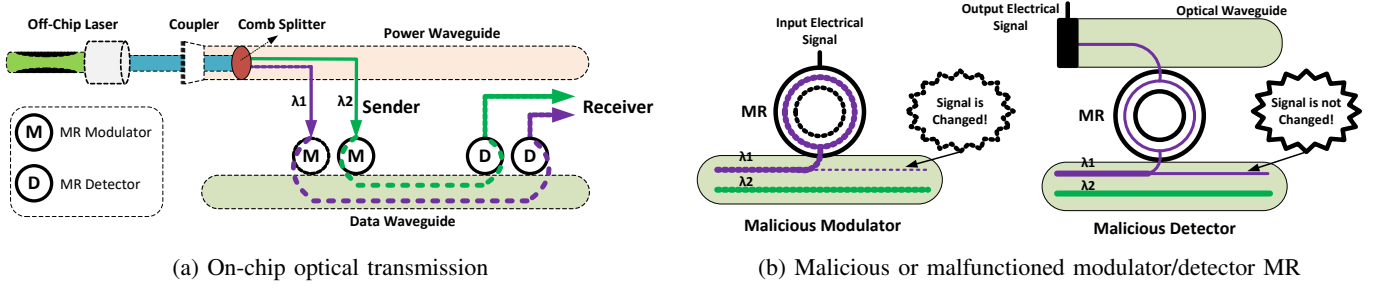 Off-Chip Laser
Coupler
Comb Splitter
Power Waveguide
λ1
λ2
Sender
Receiver
M
MR Modulator
D
MR Detector
M
M
D
D
Data Waveguide
(a) On-chip optical transmission
Input Electrical
Signal
MR
Signal is
Changed!
λ1
λ2
Malicious Modulator
Output Electrical
Signal
Optical Waveguide
MR
Signal is not
Changed!
λ1
λ2
Malicious Detector
(b) Malicious or malfunctioned modulator/detector MR